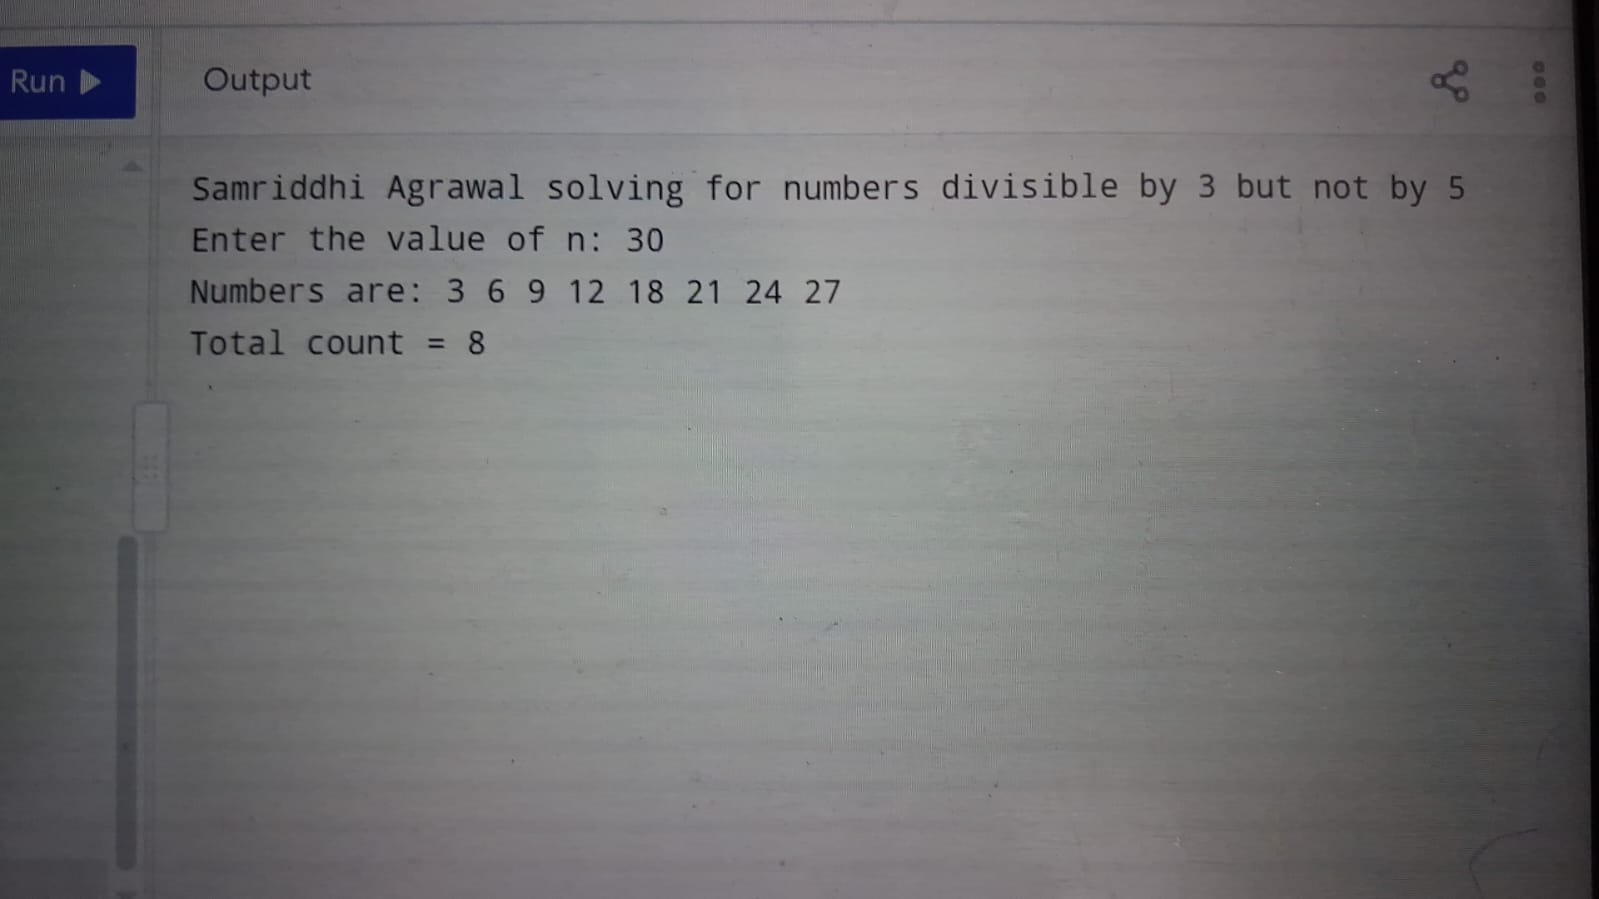 Run
Output
Samriddhi Agrawal solving for numbers divisible by 3 but not by 5
Enter the value of n: 30
Numbers are: 3 6 9 12 18 21 24 27
Total count = 8